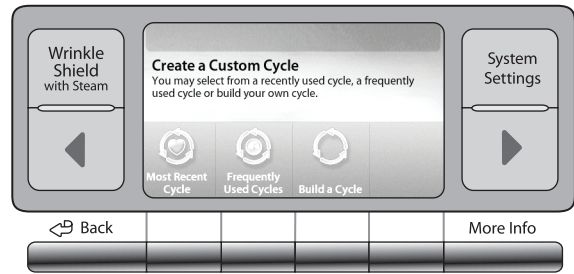 Wrinkle
Shield
with Steam
Create a Custom Cycle
You may select from a recently used cycle, a frequently
used cycle or build your own cycle.
Most Recent
Cycle
Frequently
Used Cycles
Build a Cycle
System
Settings
Back
More Info